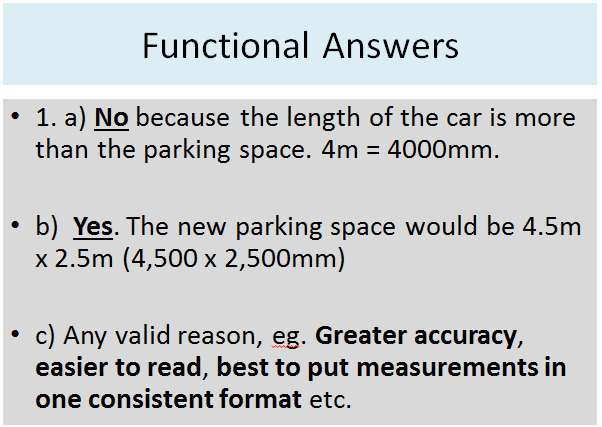 Functional Answers
• 1. a) No because the length of the car is more
than the parking space. 4m = 4000mm.
• b) Yes. The new parking space would be 4.5m
x 2.5m (4,500 x 2,500mm)
• c) Any valid reason, eg. Greater accuracy,
easier to read, best to put measurements in
one consistent format etc.